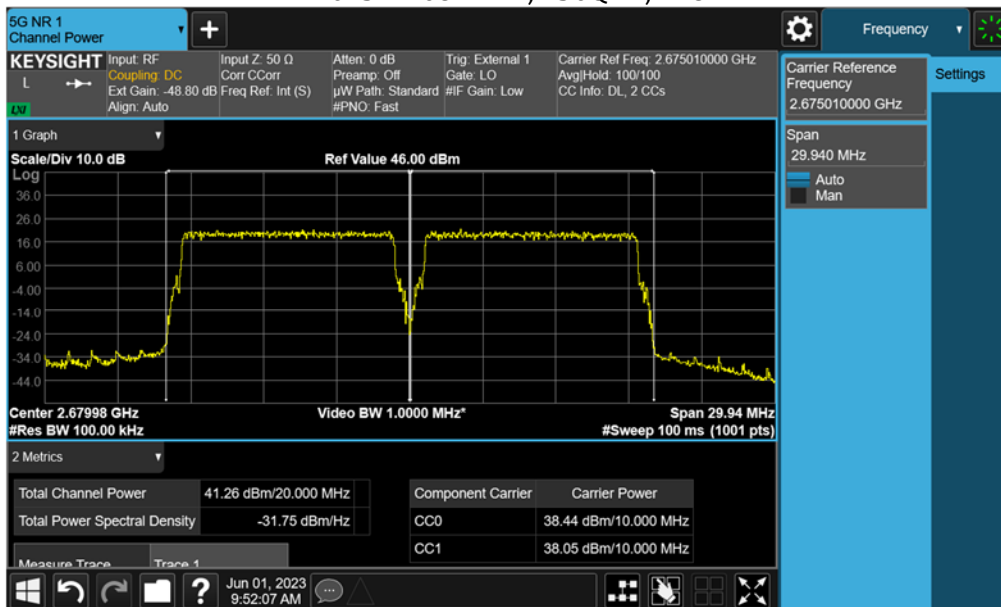 5G NR 1
Channel Power
Frequency
KEYSIGHT
L
LXI
Input: RF
Coupling: DC
Ext Gain: -48.80 dB
Align: Auto
Input Z: 50 Ω
Corr CCorr
Freq Ref: Int (S)
Atten: 0 dB
Preamp: Off
µW Path: Standard
#PNO: Fast
Trig: External 1
Gate: LO
#IF Gain: Low
Carrier Ref Freq: 2.675010000 GHz
Avg|Hold: 100/100
CC Info: DL, 2 CCs
Carrier Reference
Frequency
2.675010000 GHz
Settings
Span
29.940 MHz
Auto
Man
1 Graph
Scale/Div 10.0 dB
Ref Value 46.00 dBm
Log
36.0
26.0
16.0
6.00
-4.00
-14.0
-24.0
-34.0
-44.0
Center 2.67998 GHz
Video BW 1.0000 MHz*
Span 29.94 MHz
#Res BW 100.00 kHz
#Sweep 100 ms (1001 pts)
2 Metrics
Total Channel Power 41.26 dBm/20.000 MHz
Total Power Spectral Density -31.75 dBm/Hz
Component Carrier Carrier Power
CC0 38.44 dBm/10.000 MHz
CC1 38.05 dBm/10.000 MHz
Measure Trace Trace 1
?
Jun 01, 2023
9:52:07 AM